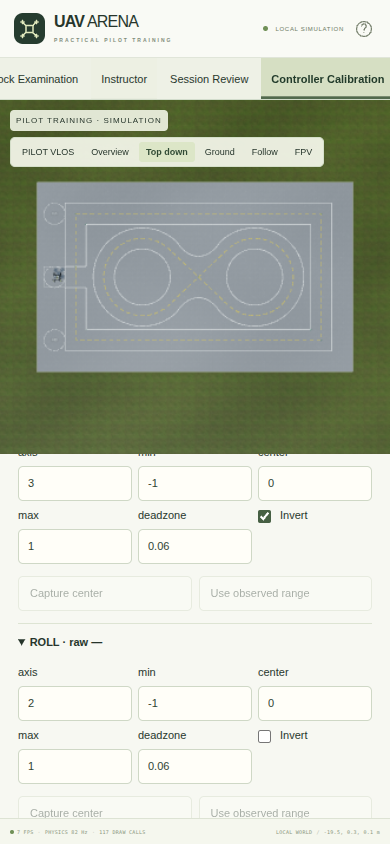 UAV ARENA
PRACTICAL PILOT TRAINING
LOCAL SIMULATION
?
ock Examination Instructor Session Review Controller Calibration
PILOT TRAINING · SIMULATION
PILOT VLOS Overview Top down Ground Follow FPV
axis min center
3 -1 0
max deadzone Invert
1 0.06
Capture center Use observed range
▼ ROLL · raw —
axis min center
2 -1 0
max deadzone Invert
1 0.06
Capture center Use observed range
7 FPS · PHYSICS 82 Hz · 117 DRAW CALLS LOCAL WORLD / -10.5, 0.3, 0.1 m